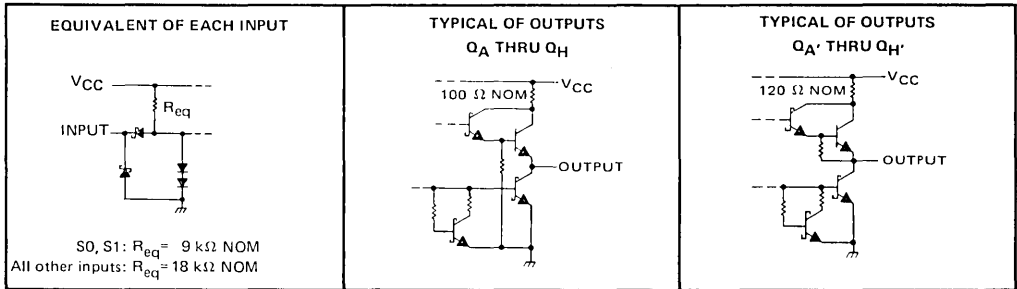 EQUIVALENT OF EACH INPUT
VCC
Req
INPUT
S0, S1: Req = 9 kΩ NOM
All other inputs: Req = 18 kΩ NOM
TYPICAL OF OUTPUTS
QA THRU QH
VCC
100 Ω NOM
OUTPUT
TYPICAL OF OUTPUTS
QA' THRU QH'
VCC
120 Ω NOM
OUTPUT